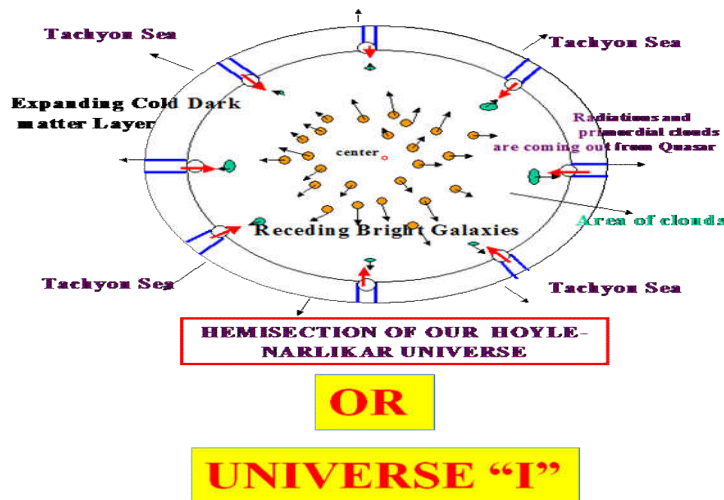 Tachyon Sea
Tachyon Sea
Expanding Cold Dark
matter Layer
Radiations and
primordial clouds
are coming out from Quasar
center
Area of clouds
Receding Bright Galaxies
Tachyon Sea
Tachyon Sea
HEMISECTION OF OUR HOYLE-
NARLIKAR UNIVERSE
OR
UNIVERSE “I”